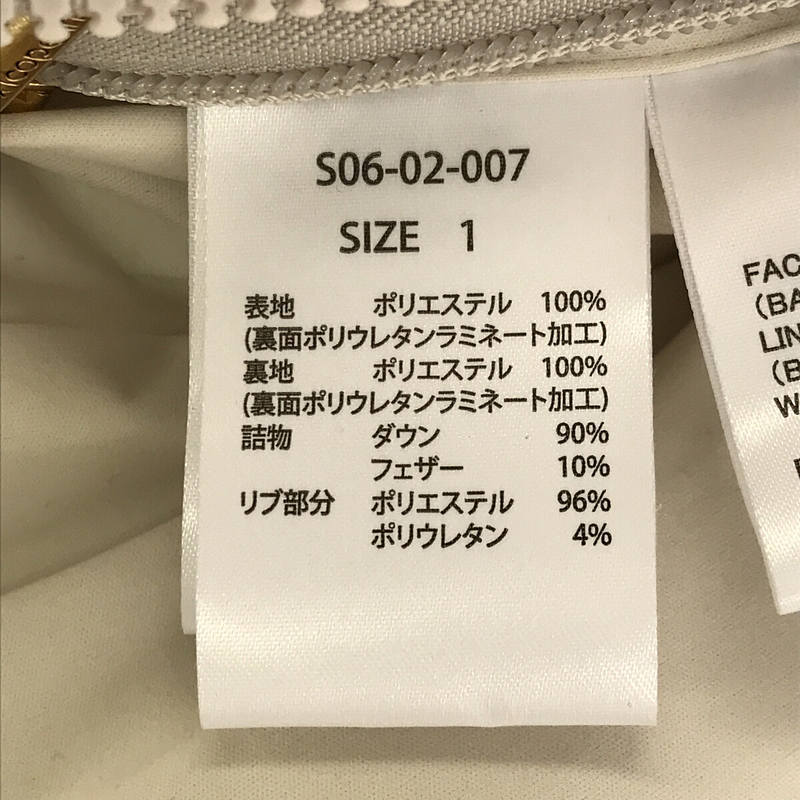 S06-02-007
SIZE 1
表地 ポリエステル 100%
(裏面ポリウレタンラミネート加工)
裏地 ポリエステル 100%
(裏面ポリウレタンラミネート加工)
詰物 ダウン 90%
フェザー 10%
リブ部分 ポリエステル 96%
ポリウレタン 4%
FAC
(BA
LIN
(B
W